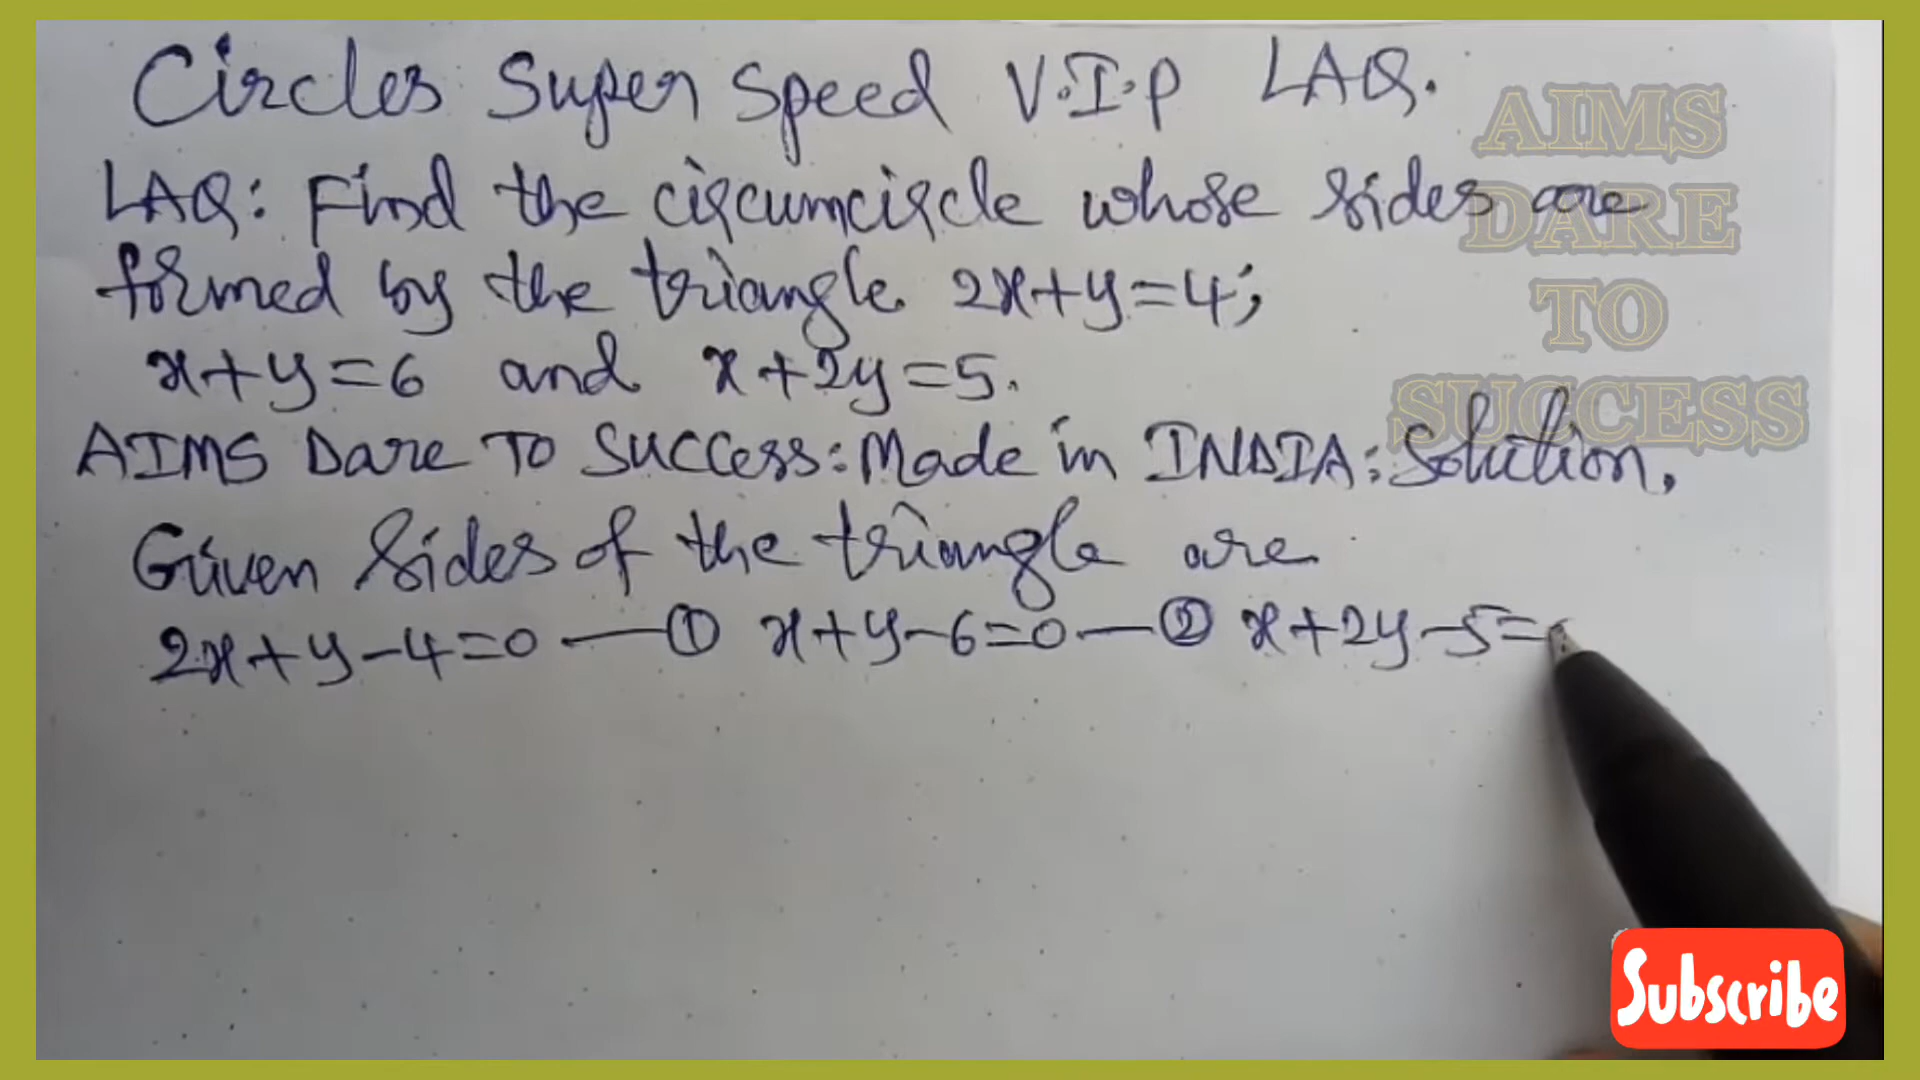 Circles Super Speed V.I.P LAQ.
LAQ: Find the circumcircle whose sides are
formed by the triangle 2x+y=4;
x+y=6 and x+2y=5.
AIMS Dare To Success: Made in INDIA: Solution.
Given Sides of the triangle are
2x+y-4=0 —① x+y-6=0 —② x+2y-5=
AIMS
DARE
TO
SUCCESS
Subscribe